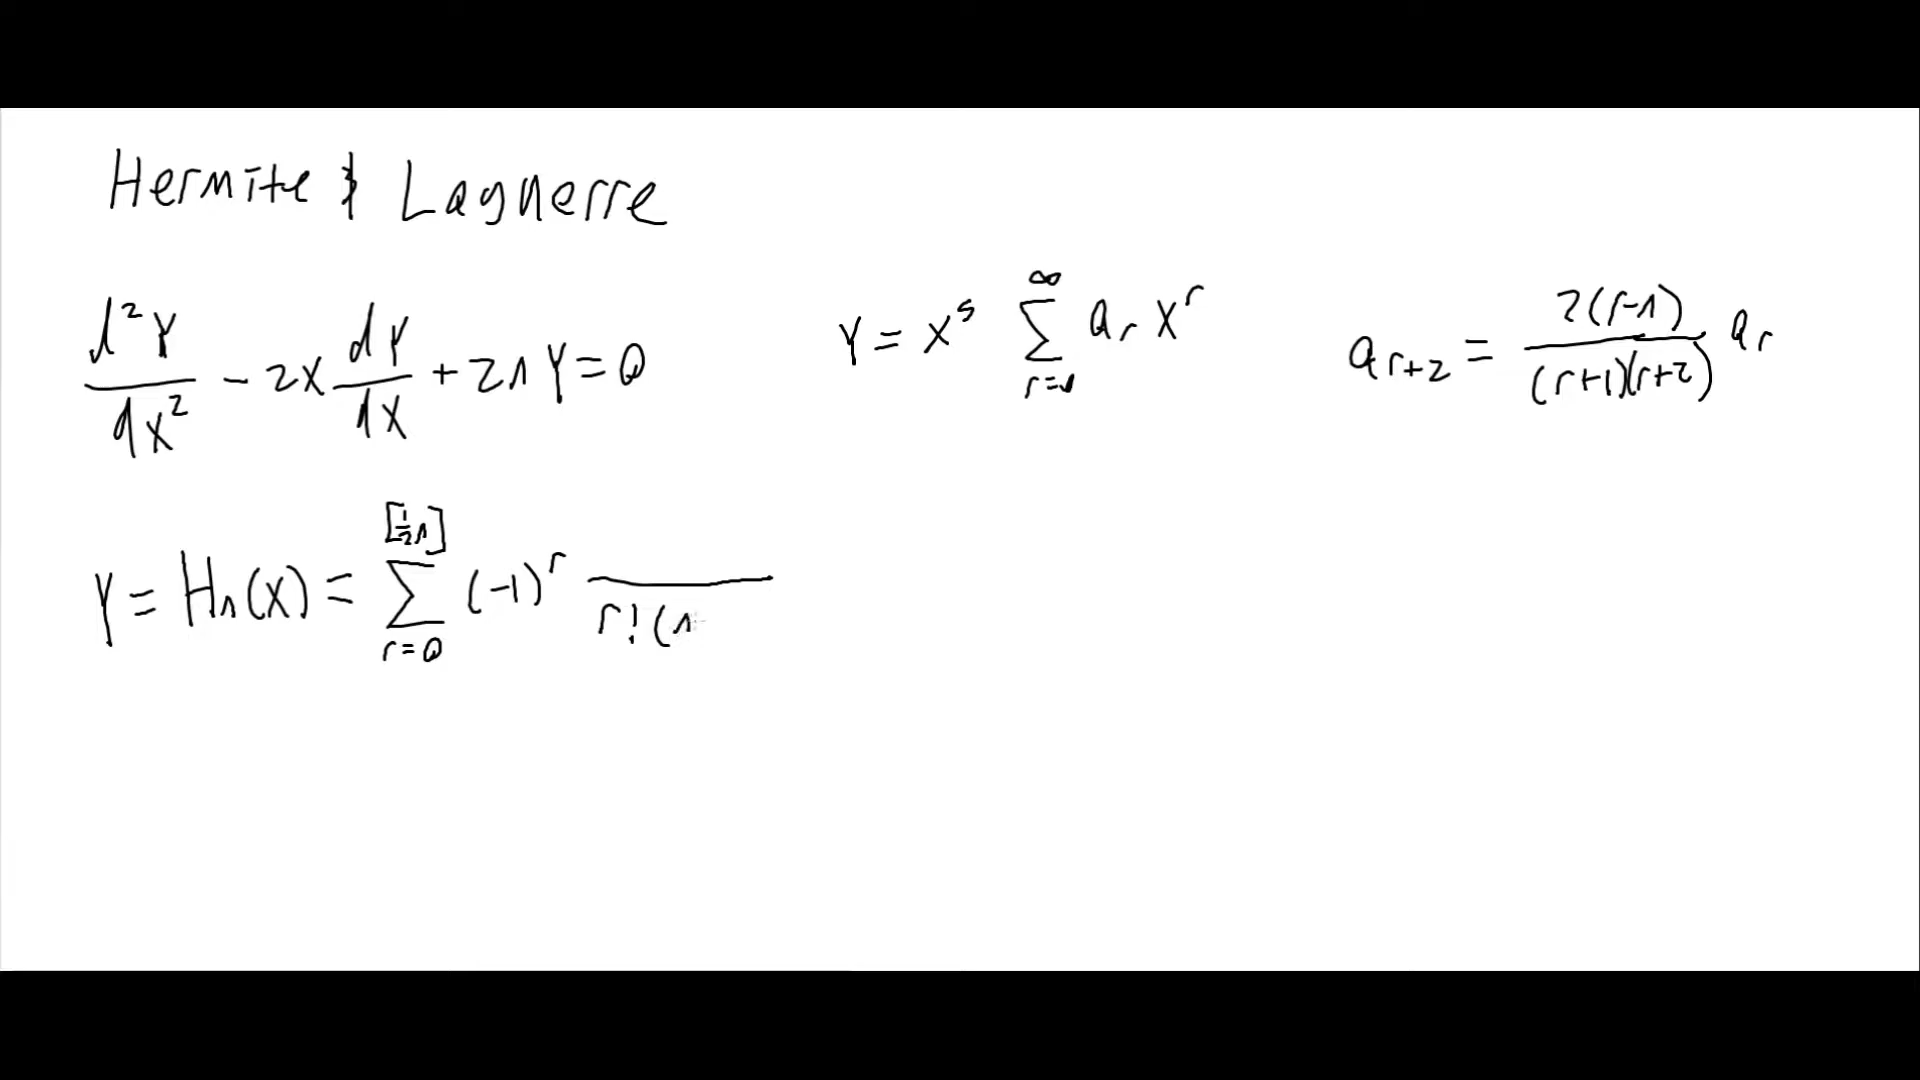 Hermite & Laguerre
d²y/dx² - 2x dy/dx + 2ny = 0
y = x^s ∑_{r=0}^{∞} a_r x^r
a_{r+2} = 2(r-n)/((r+1)(r+2)) a_r
y = H_n(x) = ∑_{r=0}^{[½n]} (-1)^r /(r!(n